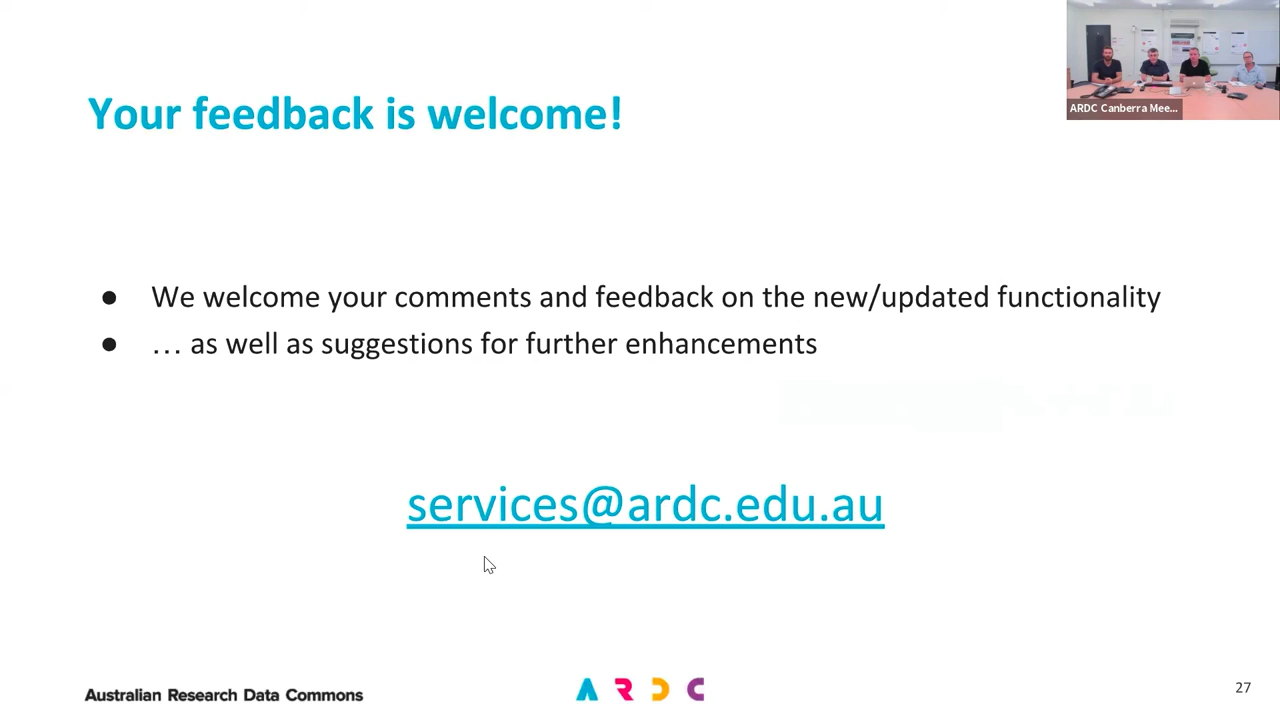 Your feedback is welcome!
ARDC Canberra Mee...
● We welcome your comments and feedback on the new/updated functionality
● … as well as suggestions for further enhancements
services@ardc.edu.au
Australian Research Data Commons
ARDC
27